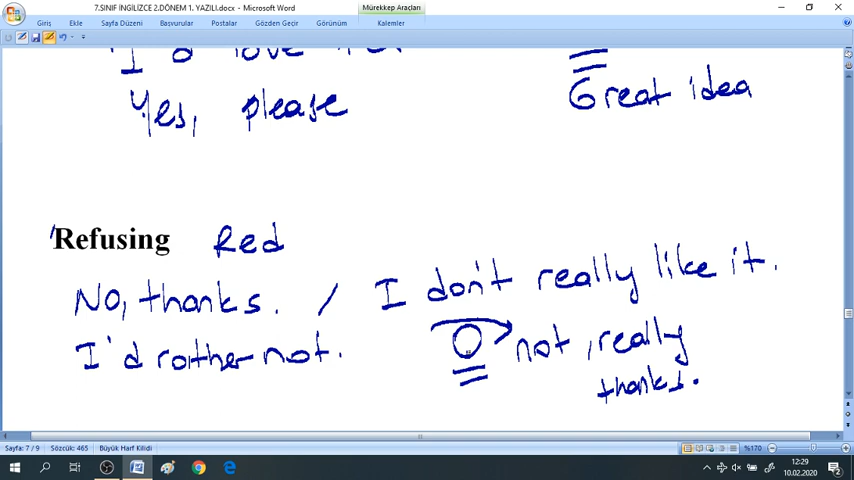 7.SINIF İNGİLİZCE 2.DÖNEM 1. YAZILI.docx - Microsoft Word
Mürekkep Araçları
Giriş Ekle Sayfa Düzeni Başvurular Postalar Gözden Geçir Görünüm Kalemler
I'd love
Yes, please
Great idea
Refusing Red
No, thanks. / I don't really like it.
I'd rather not.
not, really
thanks.
Sayfa: 7 / 9 Sözcük: 465 Büyük Harf Kilidi %170
12:29
10.02.2020
2